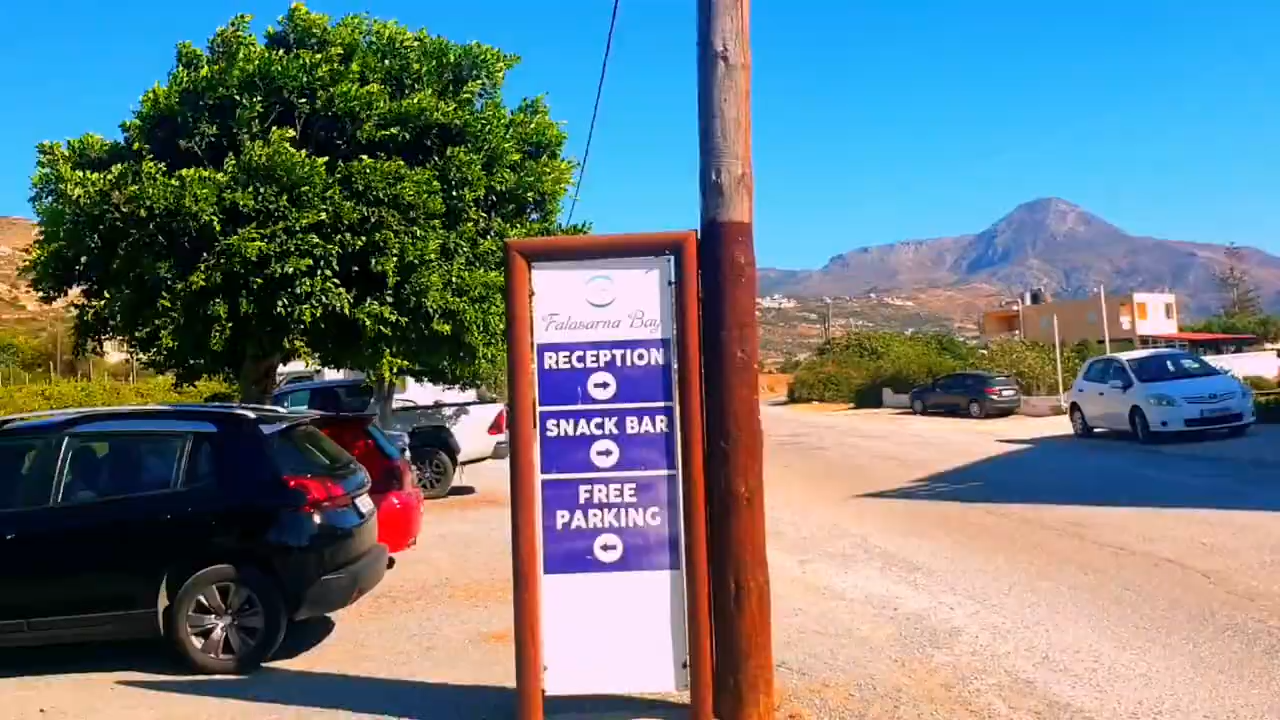 Falasarna Bay
RECEPTION
SNACK BAR
FREE
PARKING